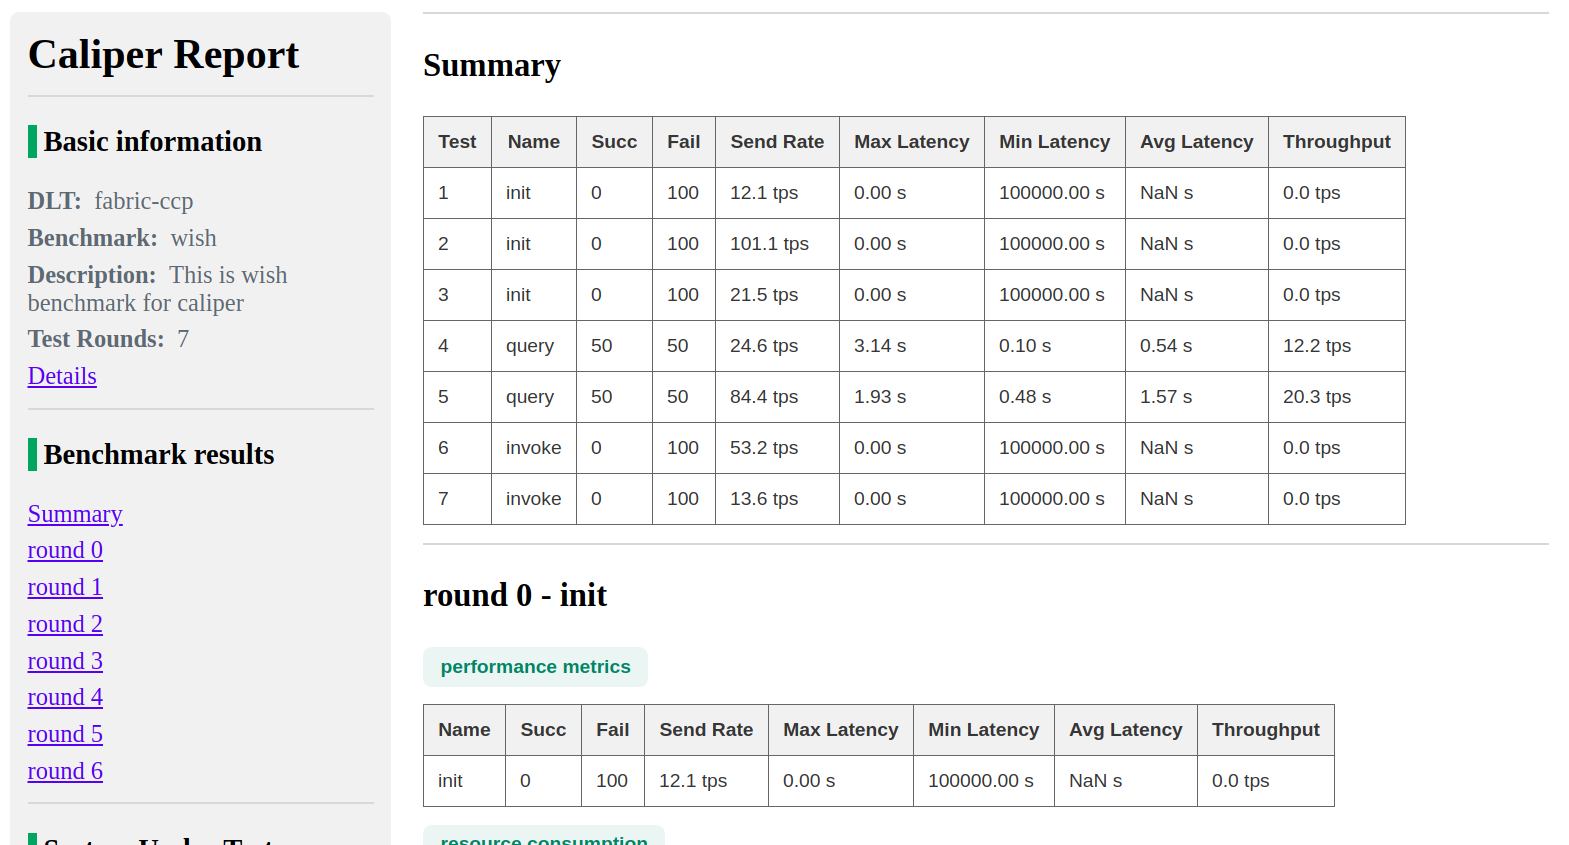 Caliper Report
Basic information
DLT: fabric-ccp
Benchmark: wish
Description: This is wish
benchmark for caliper
Test Rounds: 7
Details
Benchmark results
Summary
round 0
round 1
round 2
round 3
round 4
round 5
round 6
System Under Test
Summary
Test Name Succ Fail Send Rate Max Latency Min Latency Avg Latency Throughput
1 init 0 100 12.1 tps 0.00 s 100000.00 s NaN s 0.0 tps
2 init 0 100 101.1 tps 0.00 s 100000.00 s NaN s 0.0 tps
3 init 0 100 21.5 tps 0.00 s 100000.00 s NaN s 0.0 tps
4 query 50 50 24.6 tps 3.14 s 0.10 s 0.54 s 12.2 tps
5 query 50 50 84.4 tps 1.93 s 0.48 s 1.57 s 20.3 tps
6 invoke 0 100 53.2 tps 0.00 s 100000.00 s NaN s 0.0 tps
7 invoke 0 100 13.6 tps 0.00 s 100000.00 s NaN s 0.0 tps
round 0 - init
performance metrics
Name Succ Fail Send Rate Max Latency Min Latency Avg Latency Throughput
init 0 100 12.1 tps 0.00 s 100000.00 s NaN s 0.0 tps
resource consumption